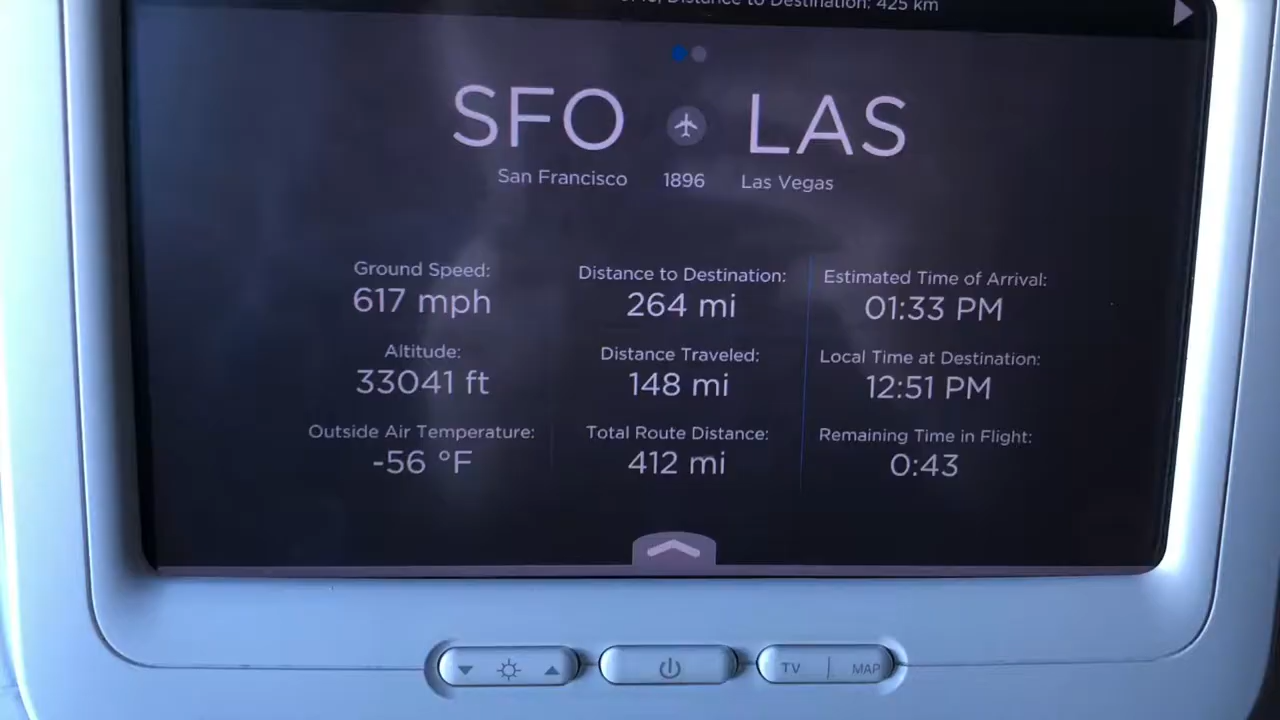 Distance to Destination: 425 km
SFO LAS
San Francisco 1896 Las Vegas
Ground Speed: Distance to Destination: Estimated Time of Arrival:
617 mph 264 mi 01:33 PM
Altitude: Distance Traveled: Local Time at Destination:
33041 ft 148 mi 12:51 PM
Outside Air Temperature: Total Route Distance: Remaining Time in Flight:
-56 °F 412 mi 0:43
TV | MAP